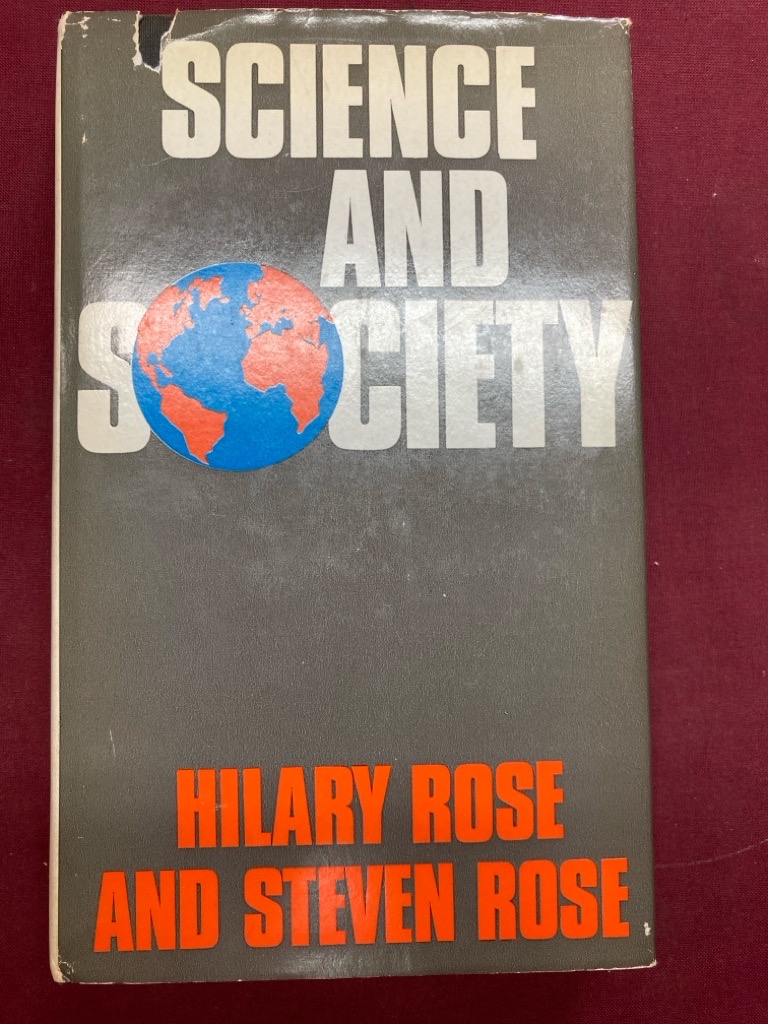 SCIENCE
AND
SOCIETY
HILARY ROSE
AND STEVEN ROSE